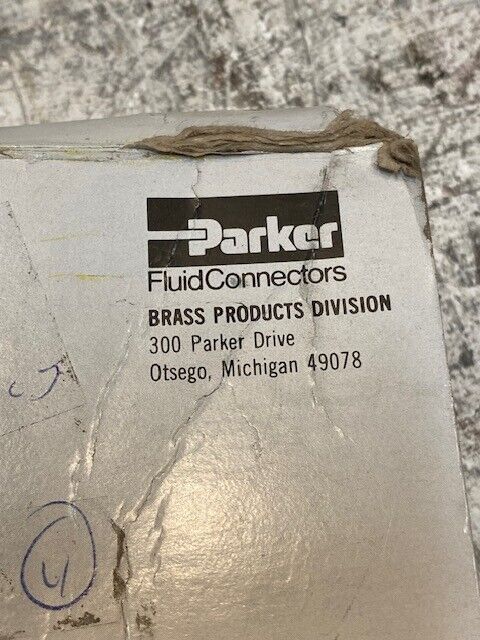 Parker
FluidConnectors
BRASS PRODUCTS DIVISION
300 Parker Drive
Otsego, Michigan 49078
4